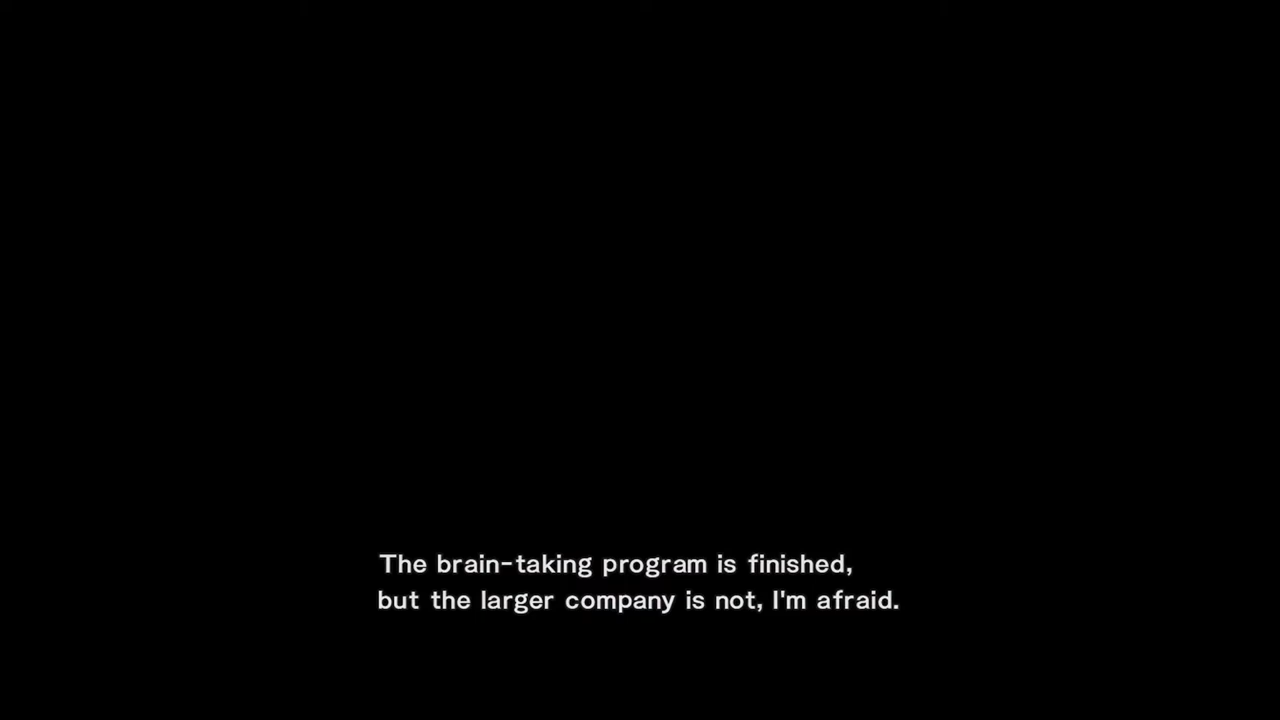 The brain-taking program is finished,
but the larger company is not, I'm afraid.